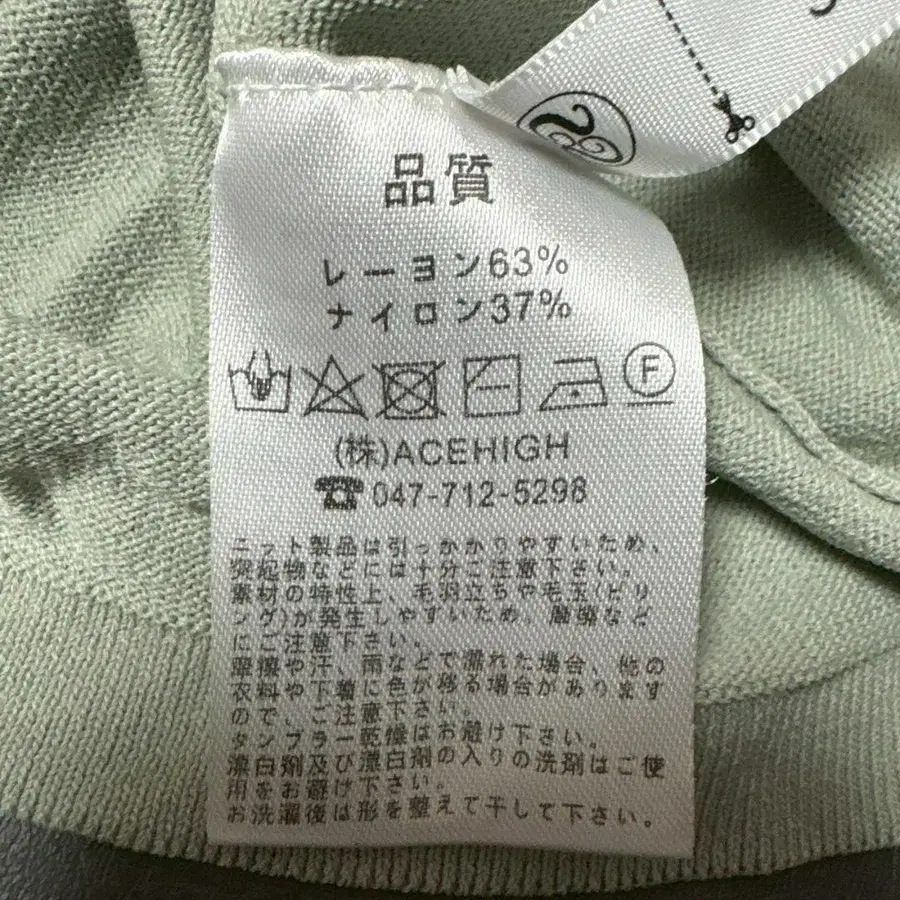 品質
レーヨン63%
ナイロン37%
F
(株)ACEHIGH
☎047-712-5298
ニット製品は引っかかりやすいため、
突起物などには十分ご注意下さい。
素材の特性上、毛羽立ちや毛玉(ピリ
ング)が発生しやすいため、摩擦など
にご注意下さい。
摩擦や汗、雨などで濡れた場合、他の
衣料や下着に色が移る場合があります
ので、ご注意下さい。
タンブラー乾燥はお避け下さい。
漂白剤及び漂白剤の入りの洗剤はご使
用をお避け下さい。
お洗濯後は形を整えて干して下さい。